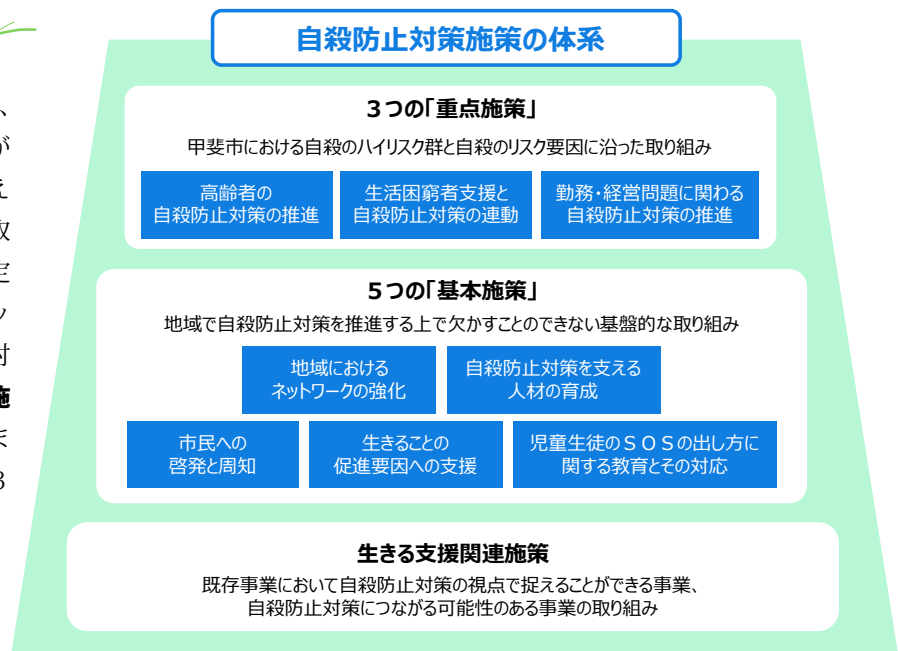 自殺防止対策施策の体系
3つの「重点施策」
甲斐市における自殺のハイリスク群と自殺のリスク要因に沿った取り組み
高齢者の
自殺防止対策の推進
生活困窮者支援と
自殺防止対策の連動
勤務・経営問題に関わる
自殺防止対策の推進
5つの「基本施策」
地域で自殺防止対策を推進する上で欠かすことのできない基盤的な取り組み
地域における
ネットワークの強化
自殺防止対策を支える
人材の育成
市民への
啓発と周知
生きることの
促進要因への支援
児童生徒のSOSの出し方に
関する教育とその対応
生きる支援関連施策
既存事業において自殺防止対策の視点で捉えることができる事業、
自殺防止対策につながる可能性のある事業の取り組み